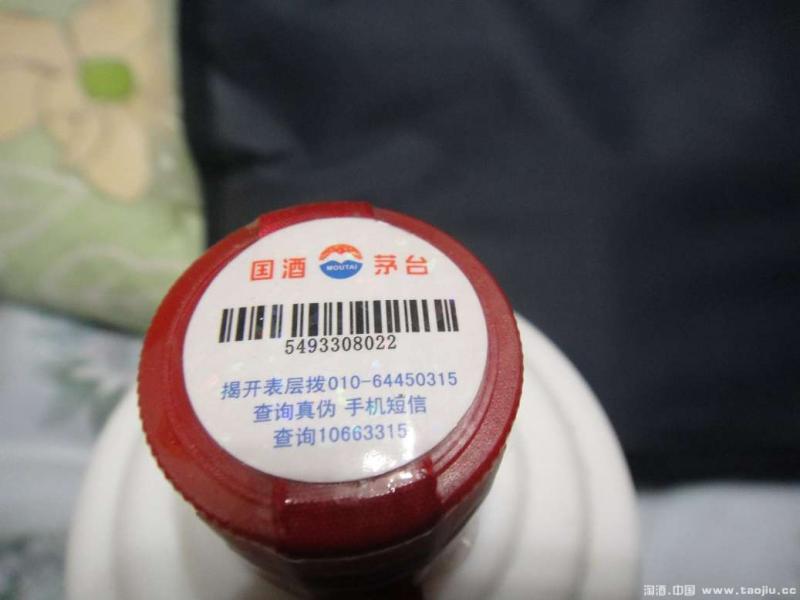 国酒 MOUTAI 茅台
5493308022
揭开表层拨010-64450315
查询真伪 手机短信
查询10663315
淘酒.中国 www.taojiu.cc